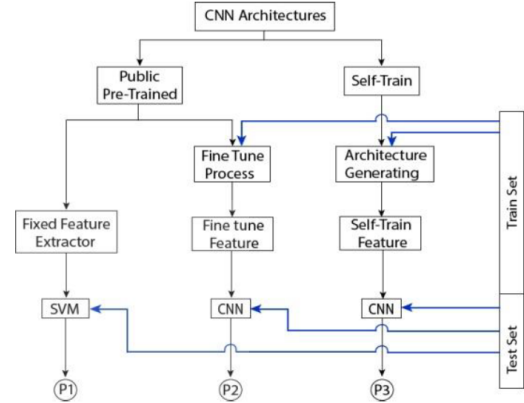 CNN Architectures
Public
Pre-Trained
Self-Train
Fine Tune
Process
Architecture
Generating
Train Set
Fixed Feature
Extractor
Fine tune
Feature
Self-Train
Feature
SVM
CNN
CNN
Test Set
P1
P2
P3